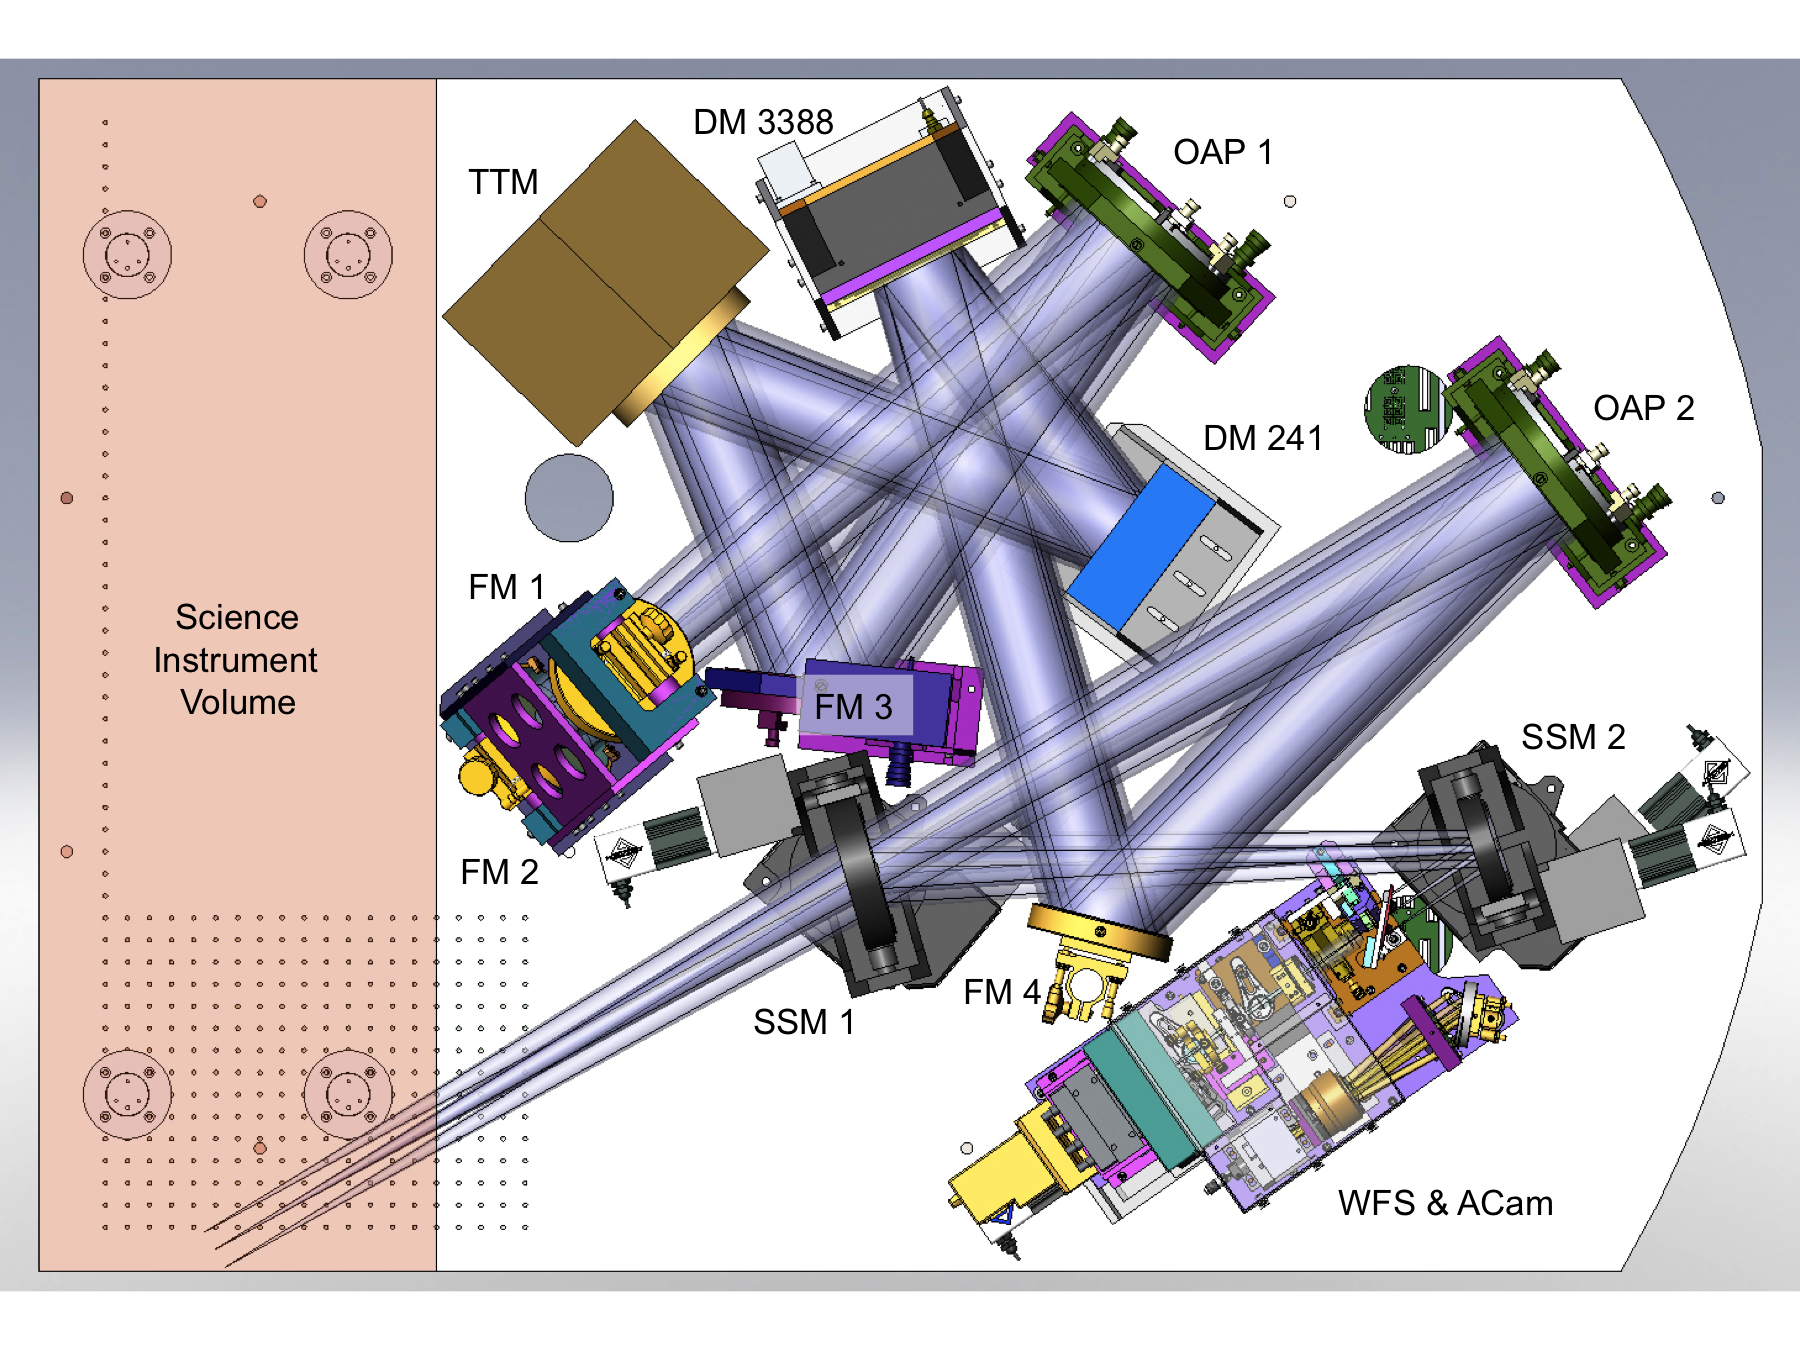 DM 3388
OAP 1
TTM
OAP 2
DM 241
FM 1
Science
Instrument
Volume
FM 3
SSM 2
FM 2
FM 4
SSM 1
WFS & ACam